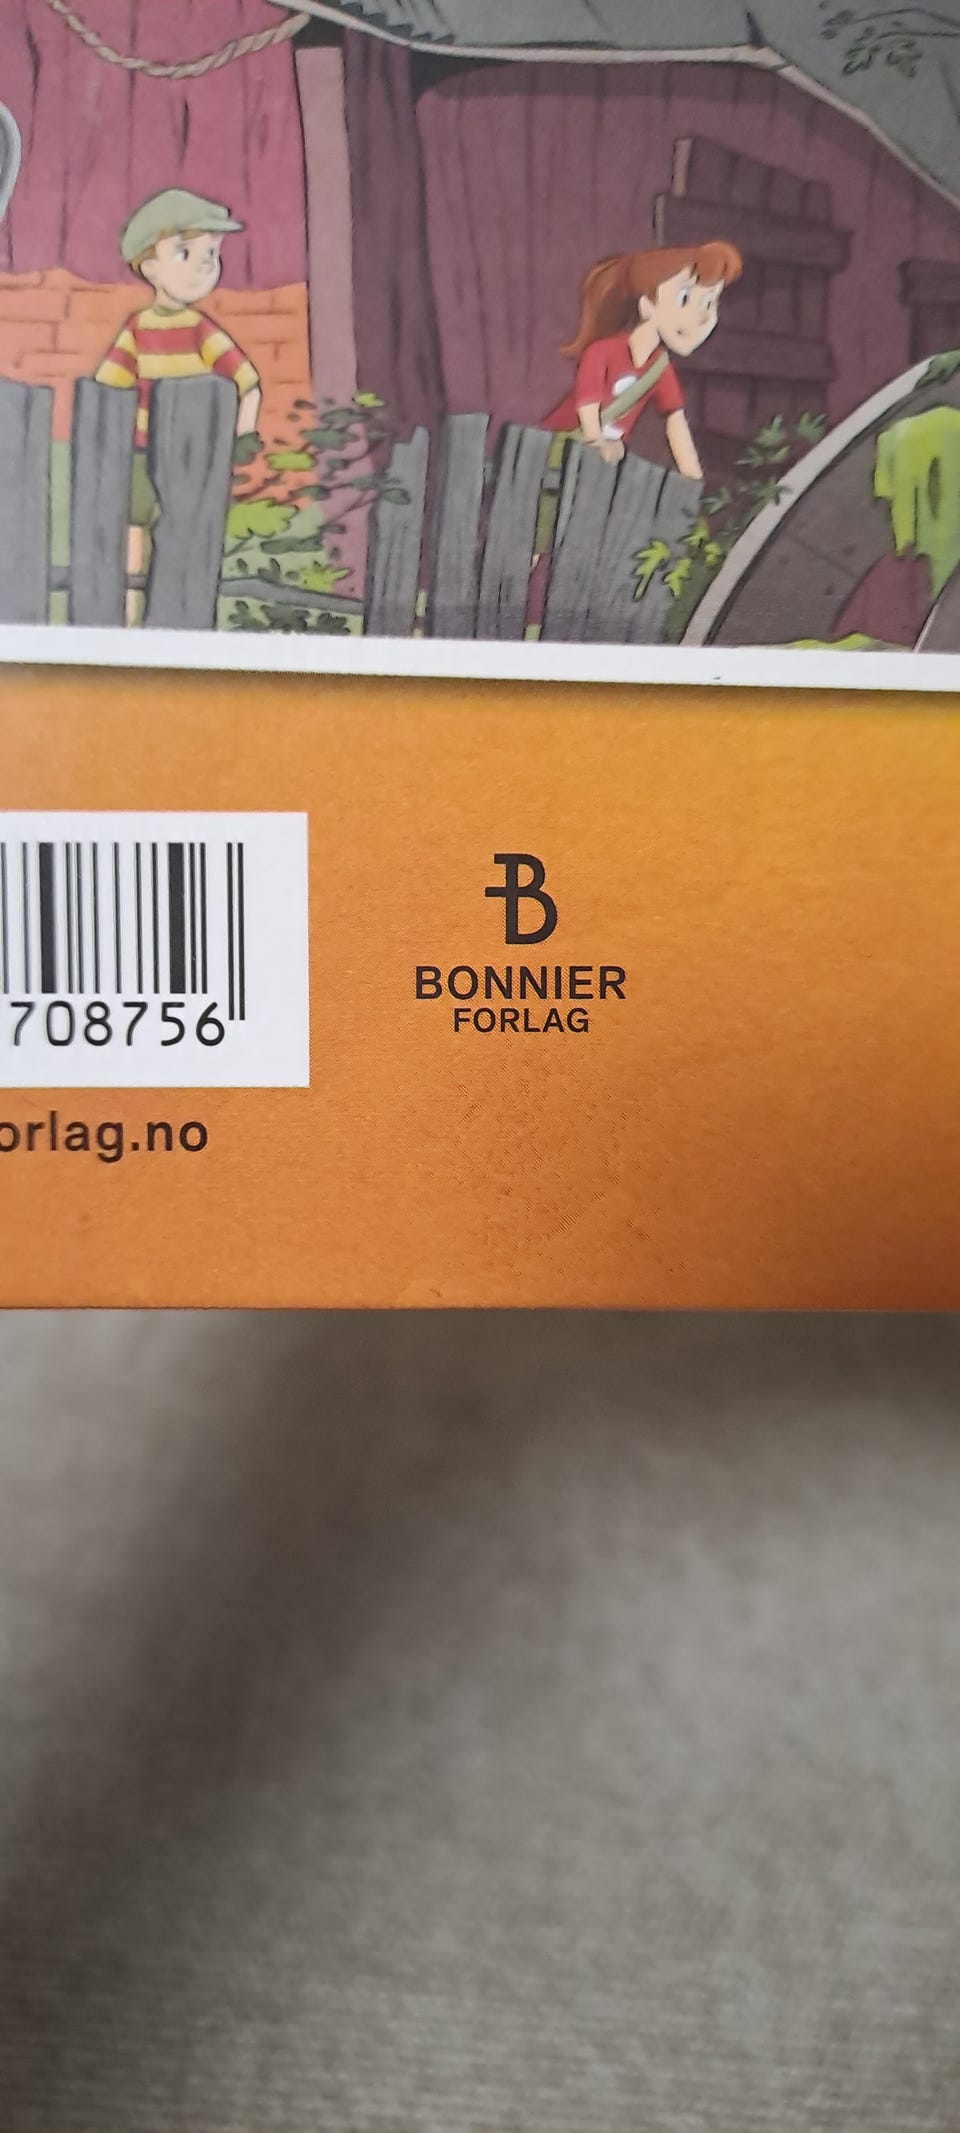 B
BONNIER
FORLAG
708756
orlag.no